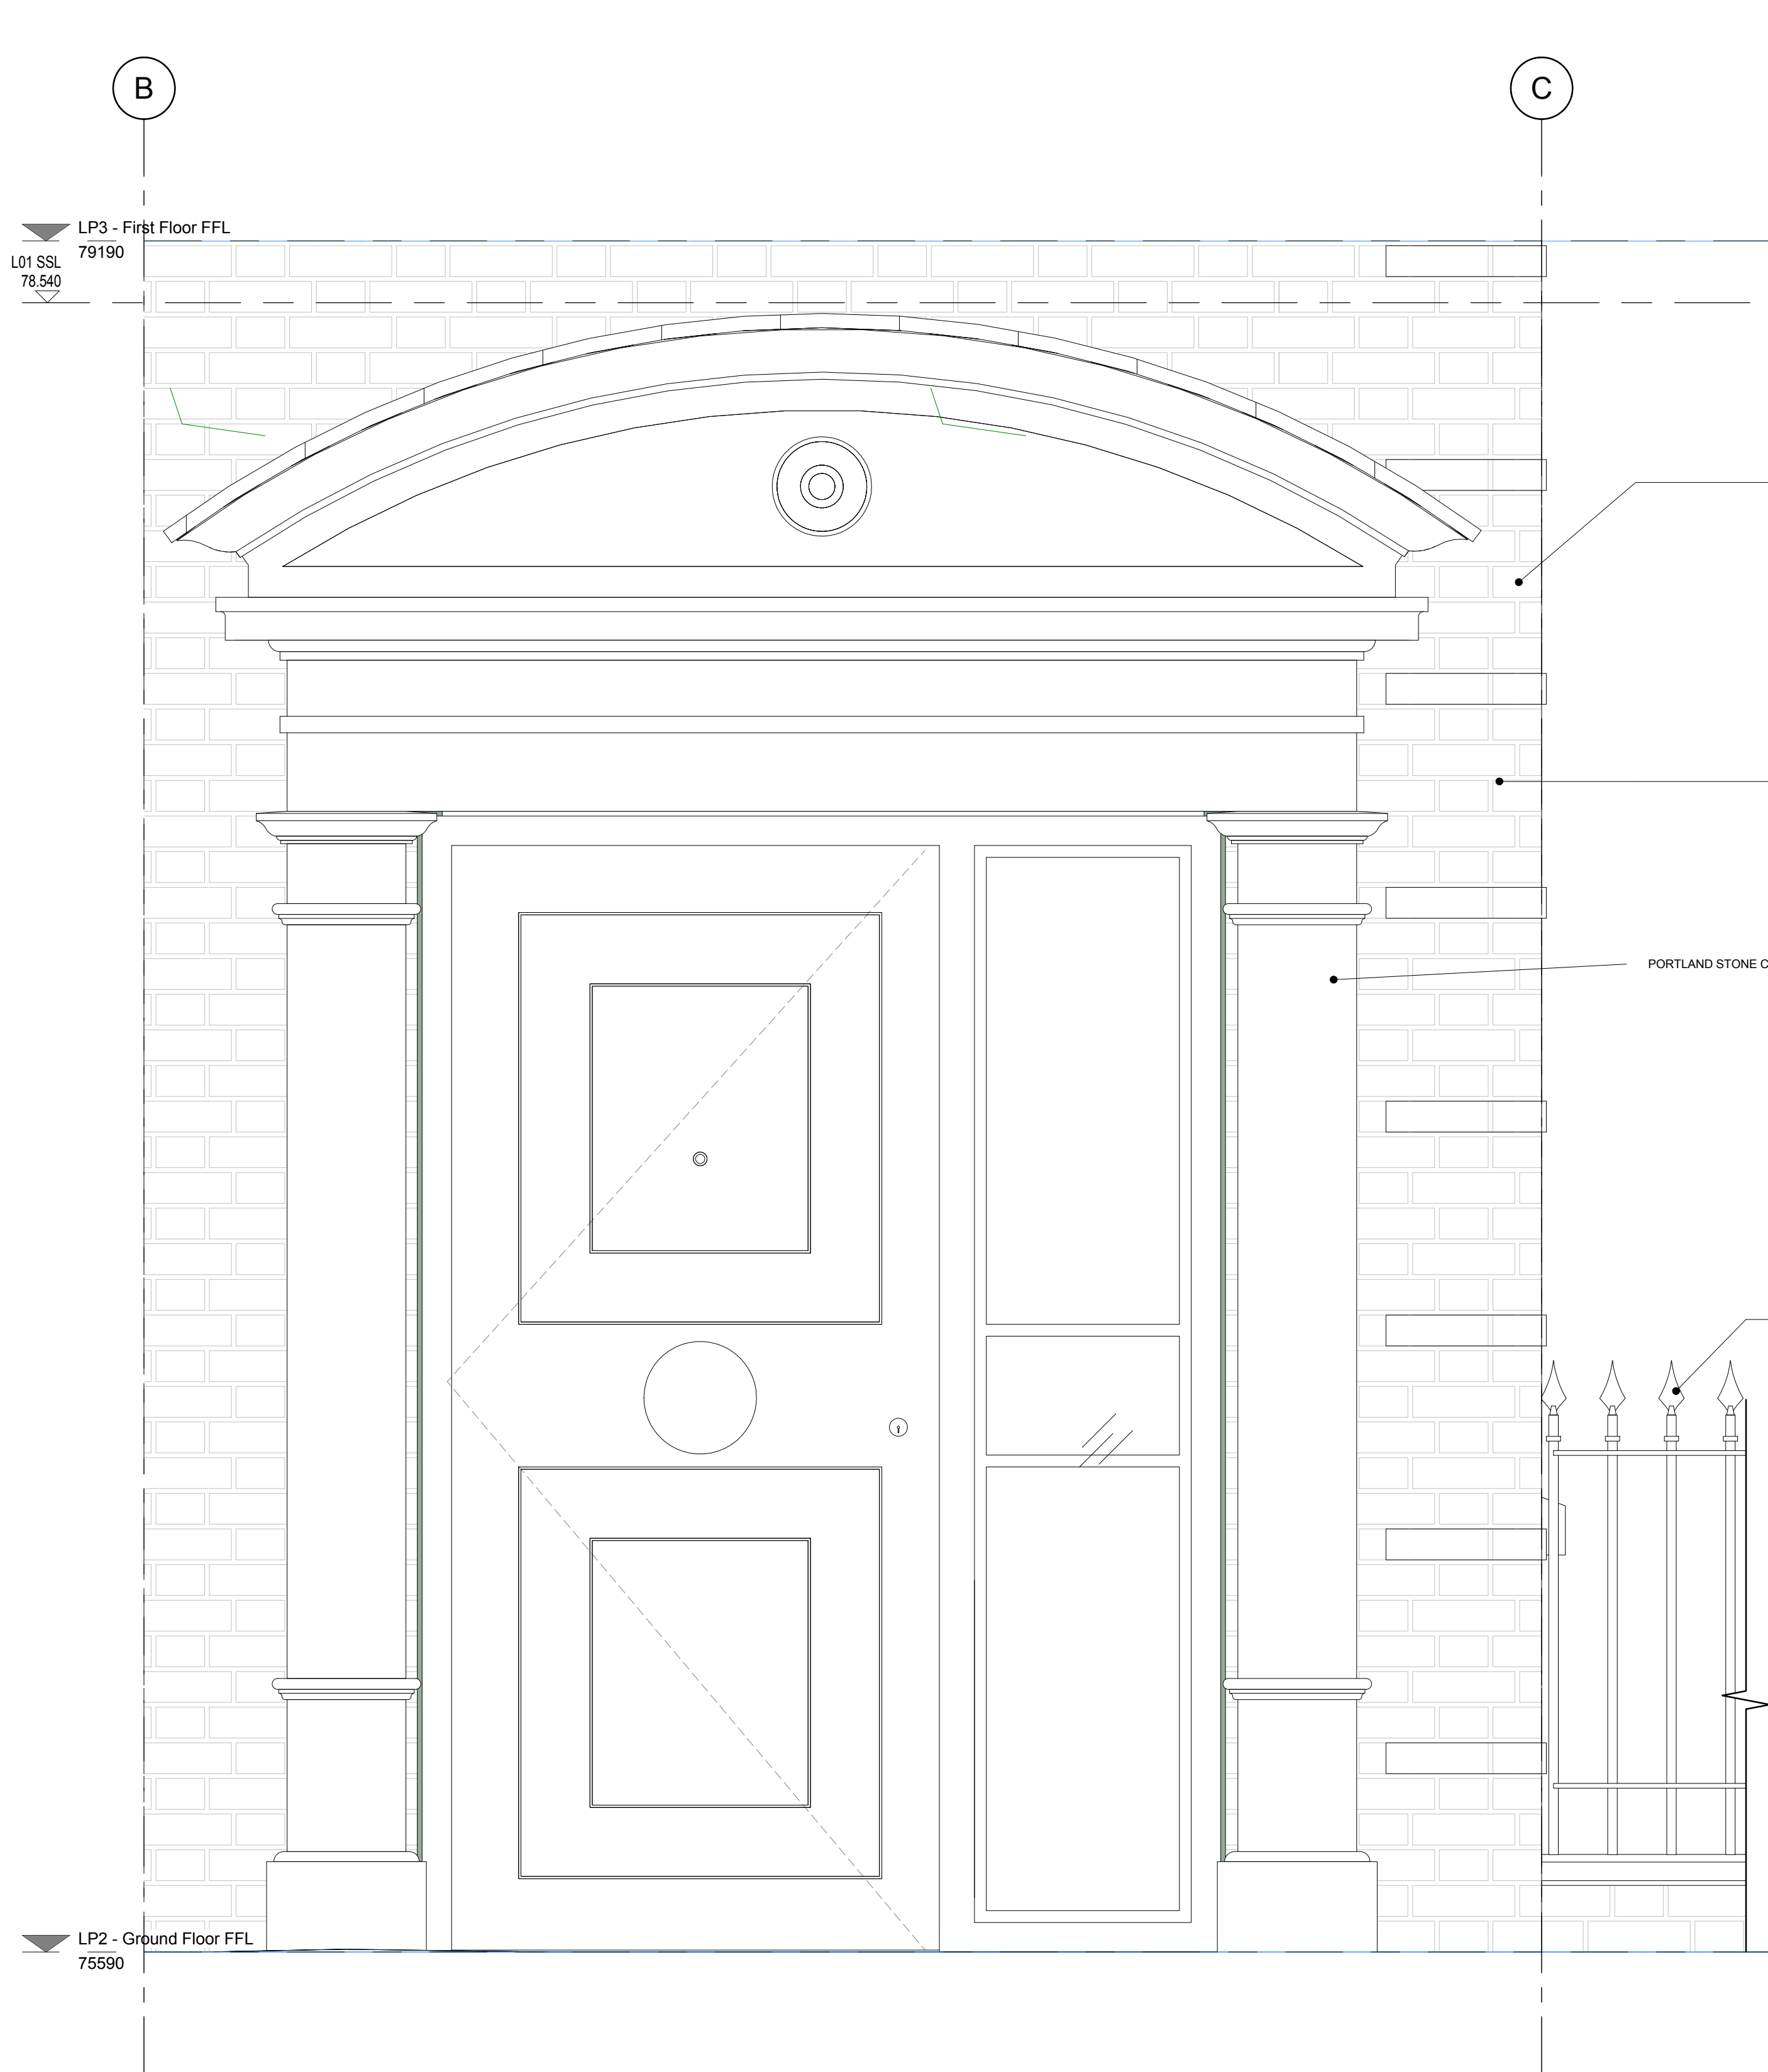 B
C
LP3 - First Floor FFL
79190
L01 SSL
78.540
PORTLAND STONE C
LP2 - Ground Floor FFL
75590